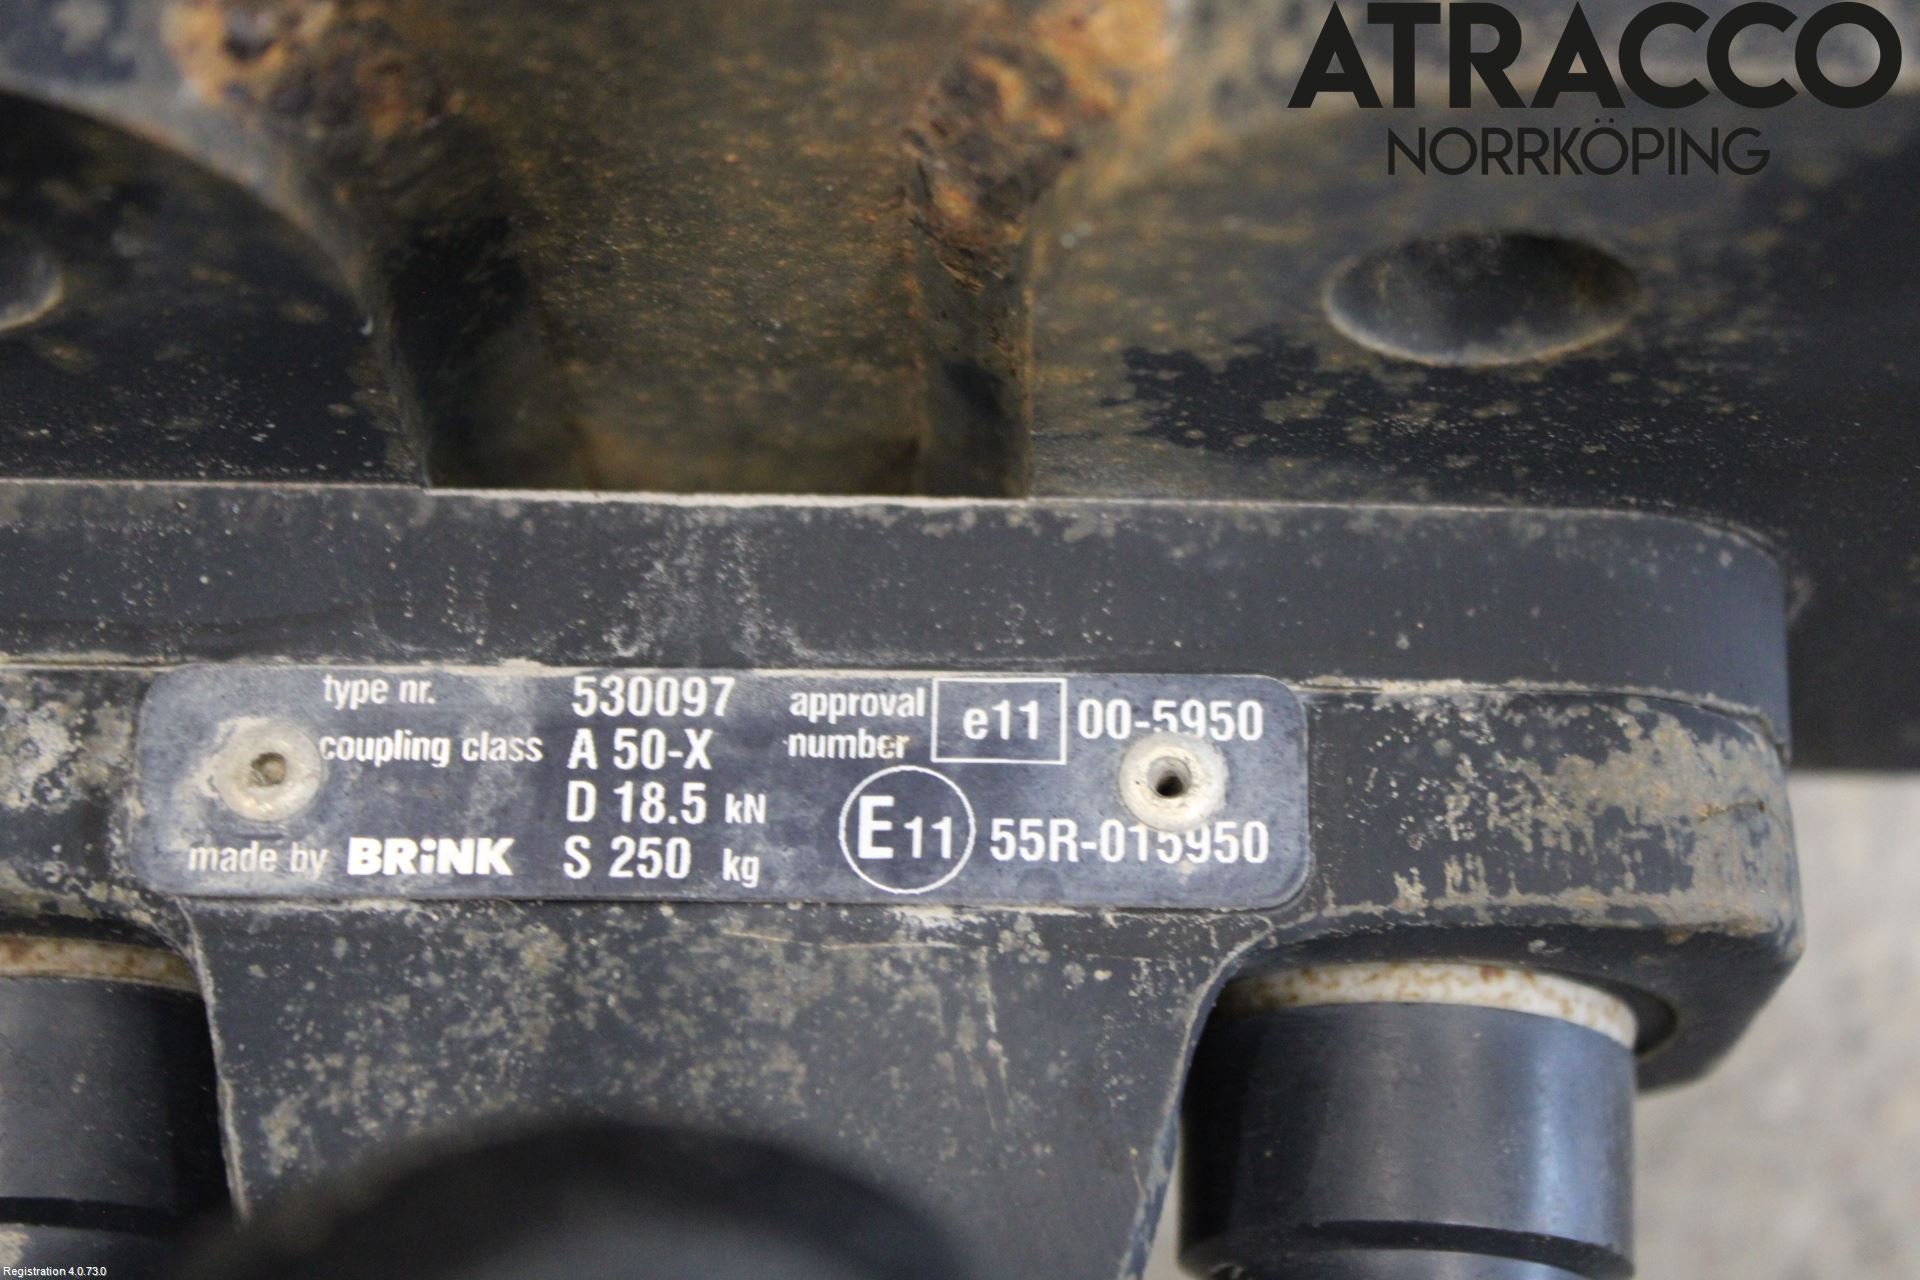 ATRACCO
NORRKÖPING
type nr. 530097
coupling class A 50-X
D 18.5 kN
made by BRiNK S 250 kg
approval number e11 00-5950
E11 55R-015950
Registration 4.0.73.0